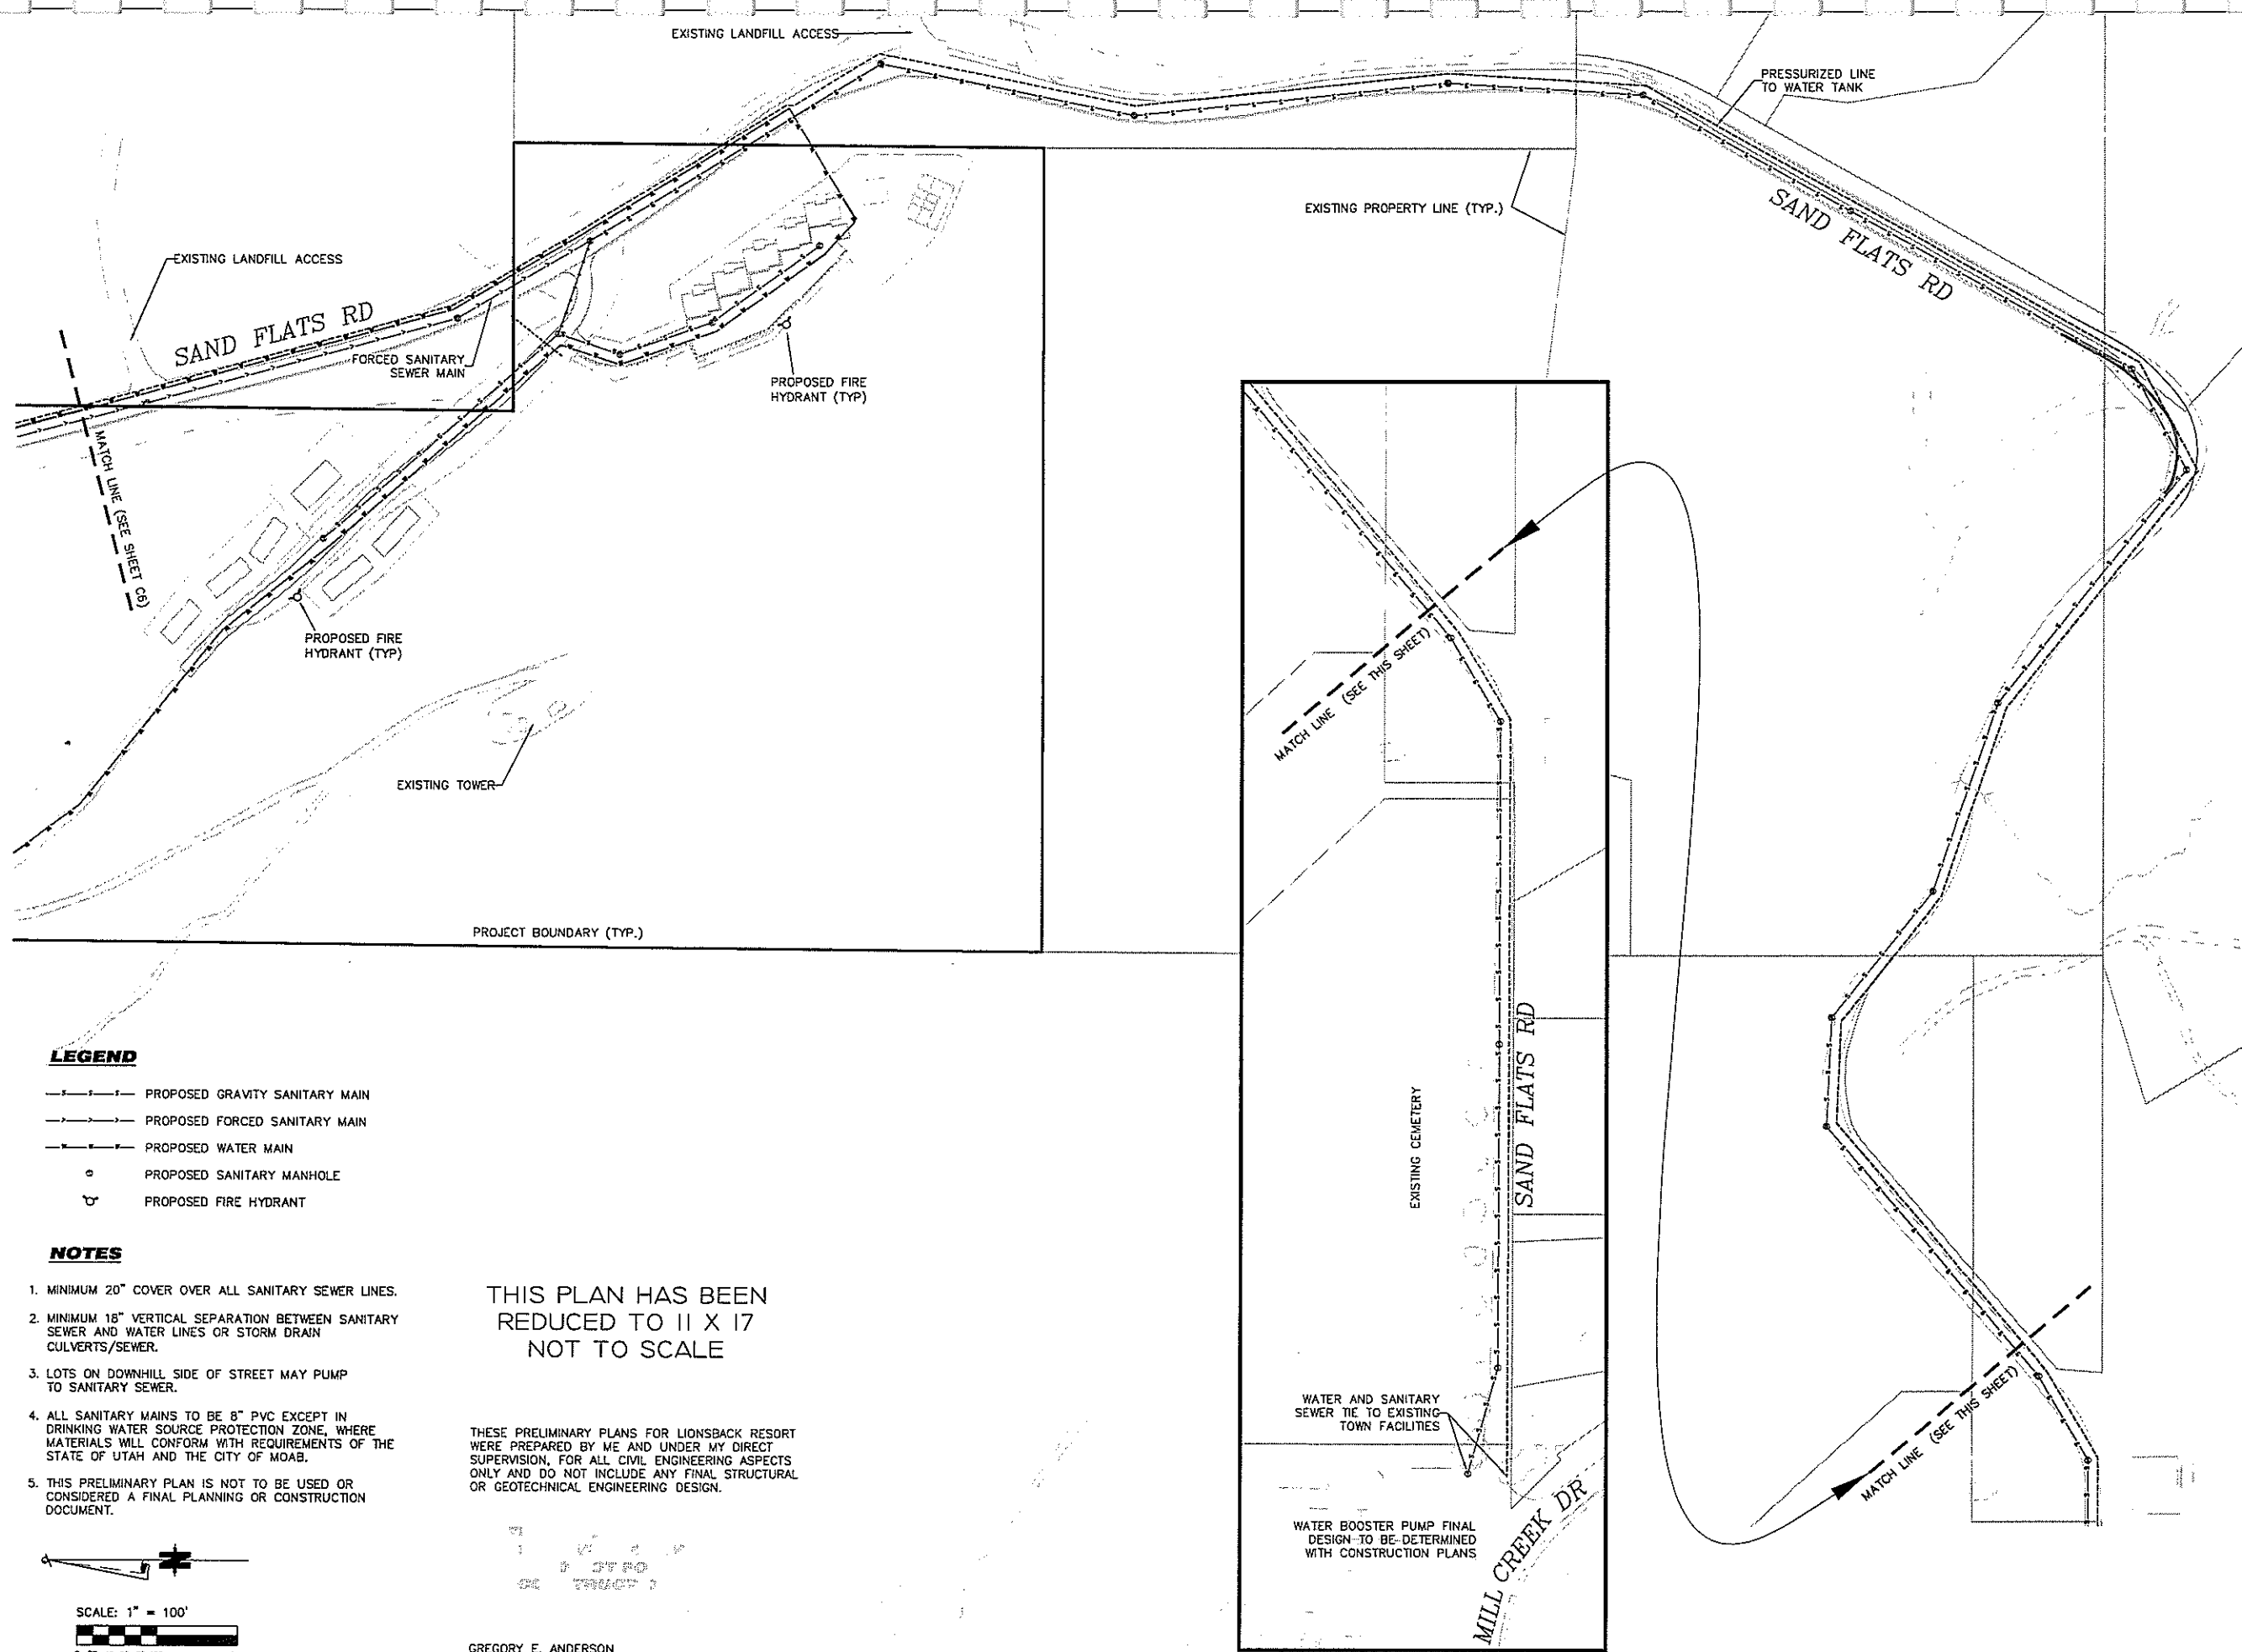 EXISTING LANDFILL ACCESS
PRESSURIZED LINE
TO WATER TANK
EXISTING PROPERTY LINE (TYP.)
SAND FLATS RD
EXISTING LANDFILL ACCESS
SAND FLATS RD
FORCED SANITARY
SEWER MAIN
PROPOSED FIRE
HYDRANT (TYP)
MATCH LINE (SEE SHEET C6)
PROPOSED FIRE
HYDRANT (TYP)
EXISTING TOWER
PROJECT BOUNDARY (TYP.)
MATCH LINE (SEE THIS SHEET)
SAND FLATS RD
EXISTING CEMETERY
WATER AND SANITARY
SEWER TIE TO EXISTING
TOWN FACILITIES
WATER BOOSTER PUMP FINAL
DESIGN TO BE DETERMINED
WITH CONSTRUCTION PLANS
MILL CREEK DR
MATCH LINE (SEE THIS SHEET)
LEGEND
PROPOSED GRAVITY SANITARY MAIN
PROPOSED FORCED SANITARY MAIN
PROPOSED WATER MAIN
PROPOSED SANITARY MANHOLE
PROPOSED FIRE HYDRANT
NOTES
1. MINIMUM 20" COVER OVER ALL SANITARY SEWER LINES.
2. MINIMUM 18" VERTICAL SEPARATION BETWEEN SANITARY
SEWER AND WATER LINES OR STORM DRAIN
CULVERTS/SEWER.
3. LOTS ON DOWNHILL SIDE OF STREET MAY PUMP
TO SANITARY SEWER.
4. ALL SANITARY MAINS TO BE 8" PVC EXCEPT IN
DRINKING WATER SOURCE PROTECTION ZONE, WHERE
MATERIALS WILL CONFORM WITH REQUIREMENTS OF THE
STATE OF UTAH AND THE CITY OF MOAB.
5. THIS PRELIMINARY PLAN IS NOT TO BE USED OR
CONSIDERED A FINAL PLANNING OR CONSTRUCTION
DOCUMENT.
N
SCALE: 1" = 100'
THIS PLAN HAS BEEN
REDUCED TO 11 X 17
NOT TO SCALE
THESE PRELIMINARY PLANS FOR LIONSBACK RESORT
WERE PREPARED BY ME AND UNDER MY DIRECT
SUPERVISION, FOR ALL CIVIL ENGINEERING ASPECTS
ONLY AND DO NOT INCLUDE ANY FINAL STRUCTURAL
OR GEOTECHNICAL ENGINEERING DESIGN.
GREGORY E. ANDERSON